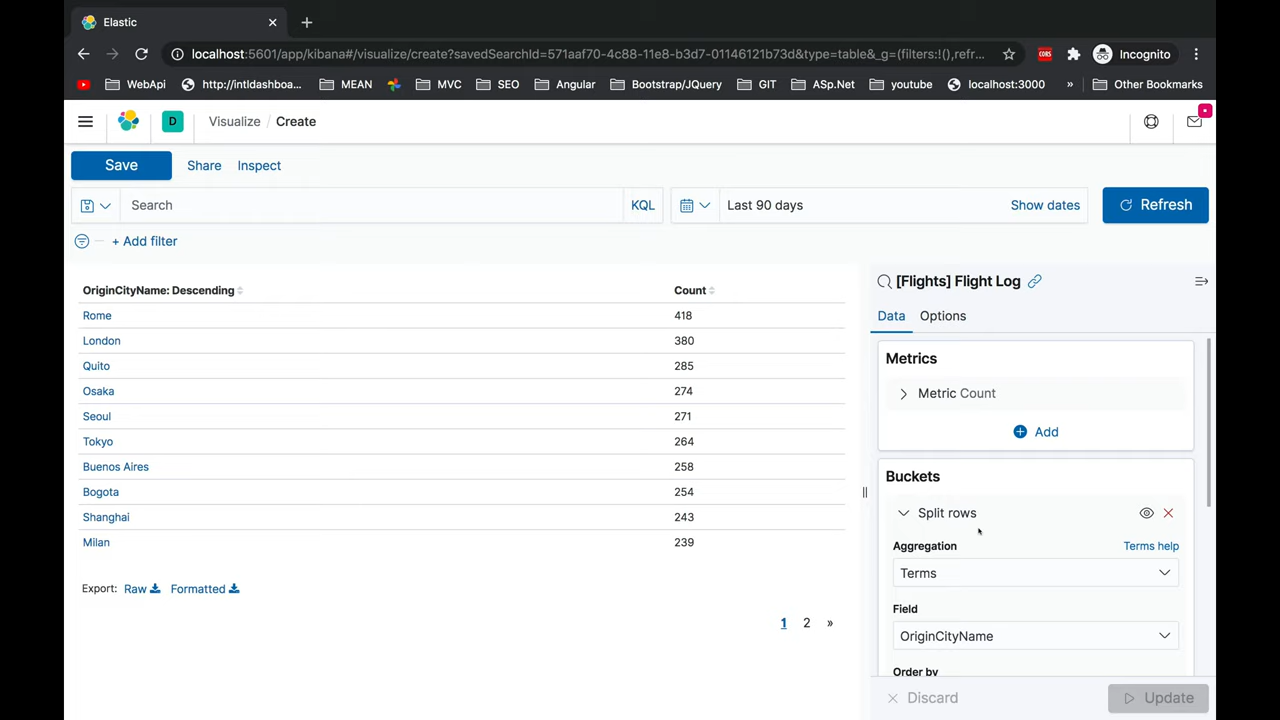 Elastic
localhost:5601/app/kibana#/visualize/create?savedSearchId=571aaf70-4c88-11e8-b3d7-01146121b73d&type=table&_g=(filters:!(),refr...
CORS
Incognito
WebApi http://intldashboa... MEAN MVC SEO Angular Bootstrap/JQuery GIT ASp.Net youtube localhost:3000 » Other Bookmarks
D Visualize / Create
Save Share Inspect
Search KQL Last 90 days Show dates Refresh
+ Add filter
OriginCityName: Descending Count
Rome 418
London 380
Quito 285
Osaka 274
Seoul 271
Tokyo 264
Buenos Aires 258
Bogota 254
Shanghai 243
Milan 239
Export: Raw Formatted
1 2 »
[Flights] Flight Log
Data Options
Metrics
Metric Count
Add
Buckets
Split rows
Aggregation Terms help
Terms
Field
OriginCityName
Order by
Discard Update